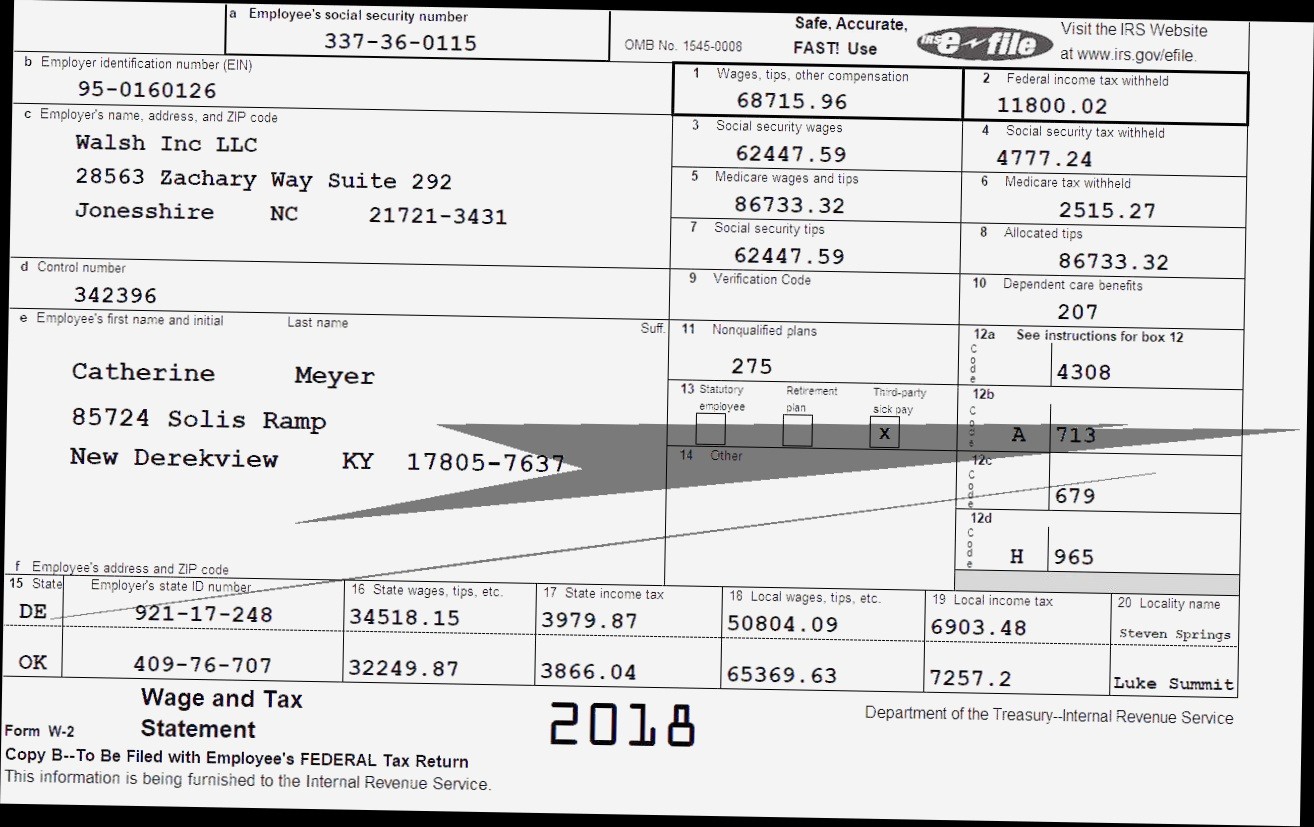 a Employee's social security number
337-36-0115
OMB No. 1545-0008
Safe, Accurate,
FAST! Use
IRS e-file
Visit the IRS Website
at www.irs.gov/efile.
b Employer identification number (EIN)
95-0160126
1 Wages, tips, other compensation
68715.96
2 Federal income tax withheld
11800.02
c Employer's name, address, and ZIP code
Walsh Inc LLC
28563 Zachary Way Suite 292
Jonesshire NC 21721-3431
3 Social security wages
62447.59
4 Social security tax withheld
4777.24
5 Medicare wages and tips
86733.32
6 Medicare tax withheld
2515.27
7 Social security tips
62447.59
8 Allocated tips
86733.32
d Control number
342396
9 Verification Code
10 Dependent care benefits
207
e Employee's first name and initial Last name Suff.
Catherine Meyer
85724 Solis Ramp
New Derekview KY 17805-7637
11 Nonqualified plans
275
12a See instructions for box 12
Code 4308
13 Statutory employee Retirement plan Third-party sick pay
X
12b
Code A 713
14 Other
12c
Code 679
12d
Code H 965
f Employee's address and ZIP code
15 State Employer's state ID number 16 State wages, tips, etc. 17 State income tax 18 Local wages, tips, etc. 19 Local income tax 20 Locality name
DE 921-17-248 34518.15 3979.87 50804.09 6903.48 Steven Springs
OK 409-76-707 32249.87 3866.04 65369.63 7257.2 Luke Summit
Form W-2
Wage and Tax
Statement
2018
Department of the Treasury--Internal Revenue Service
Copy B--To Be Filed with Employee's FEDERAL Tax Return
This information is being furnished to the Internal Revenue Service.